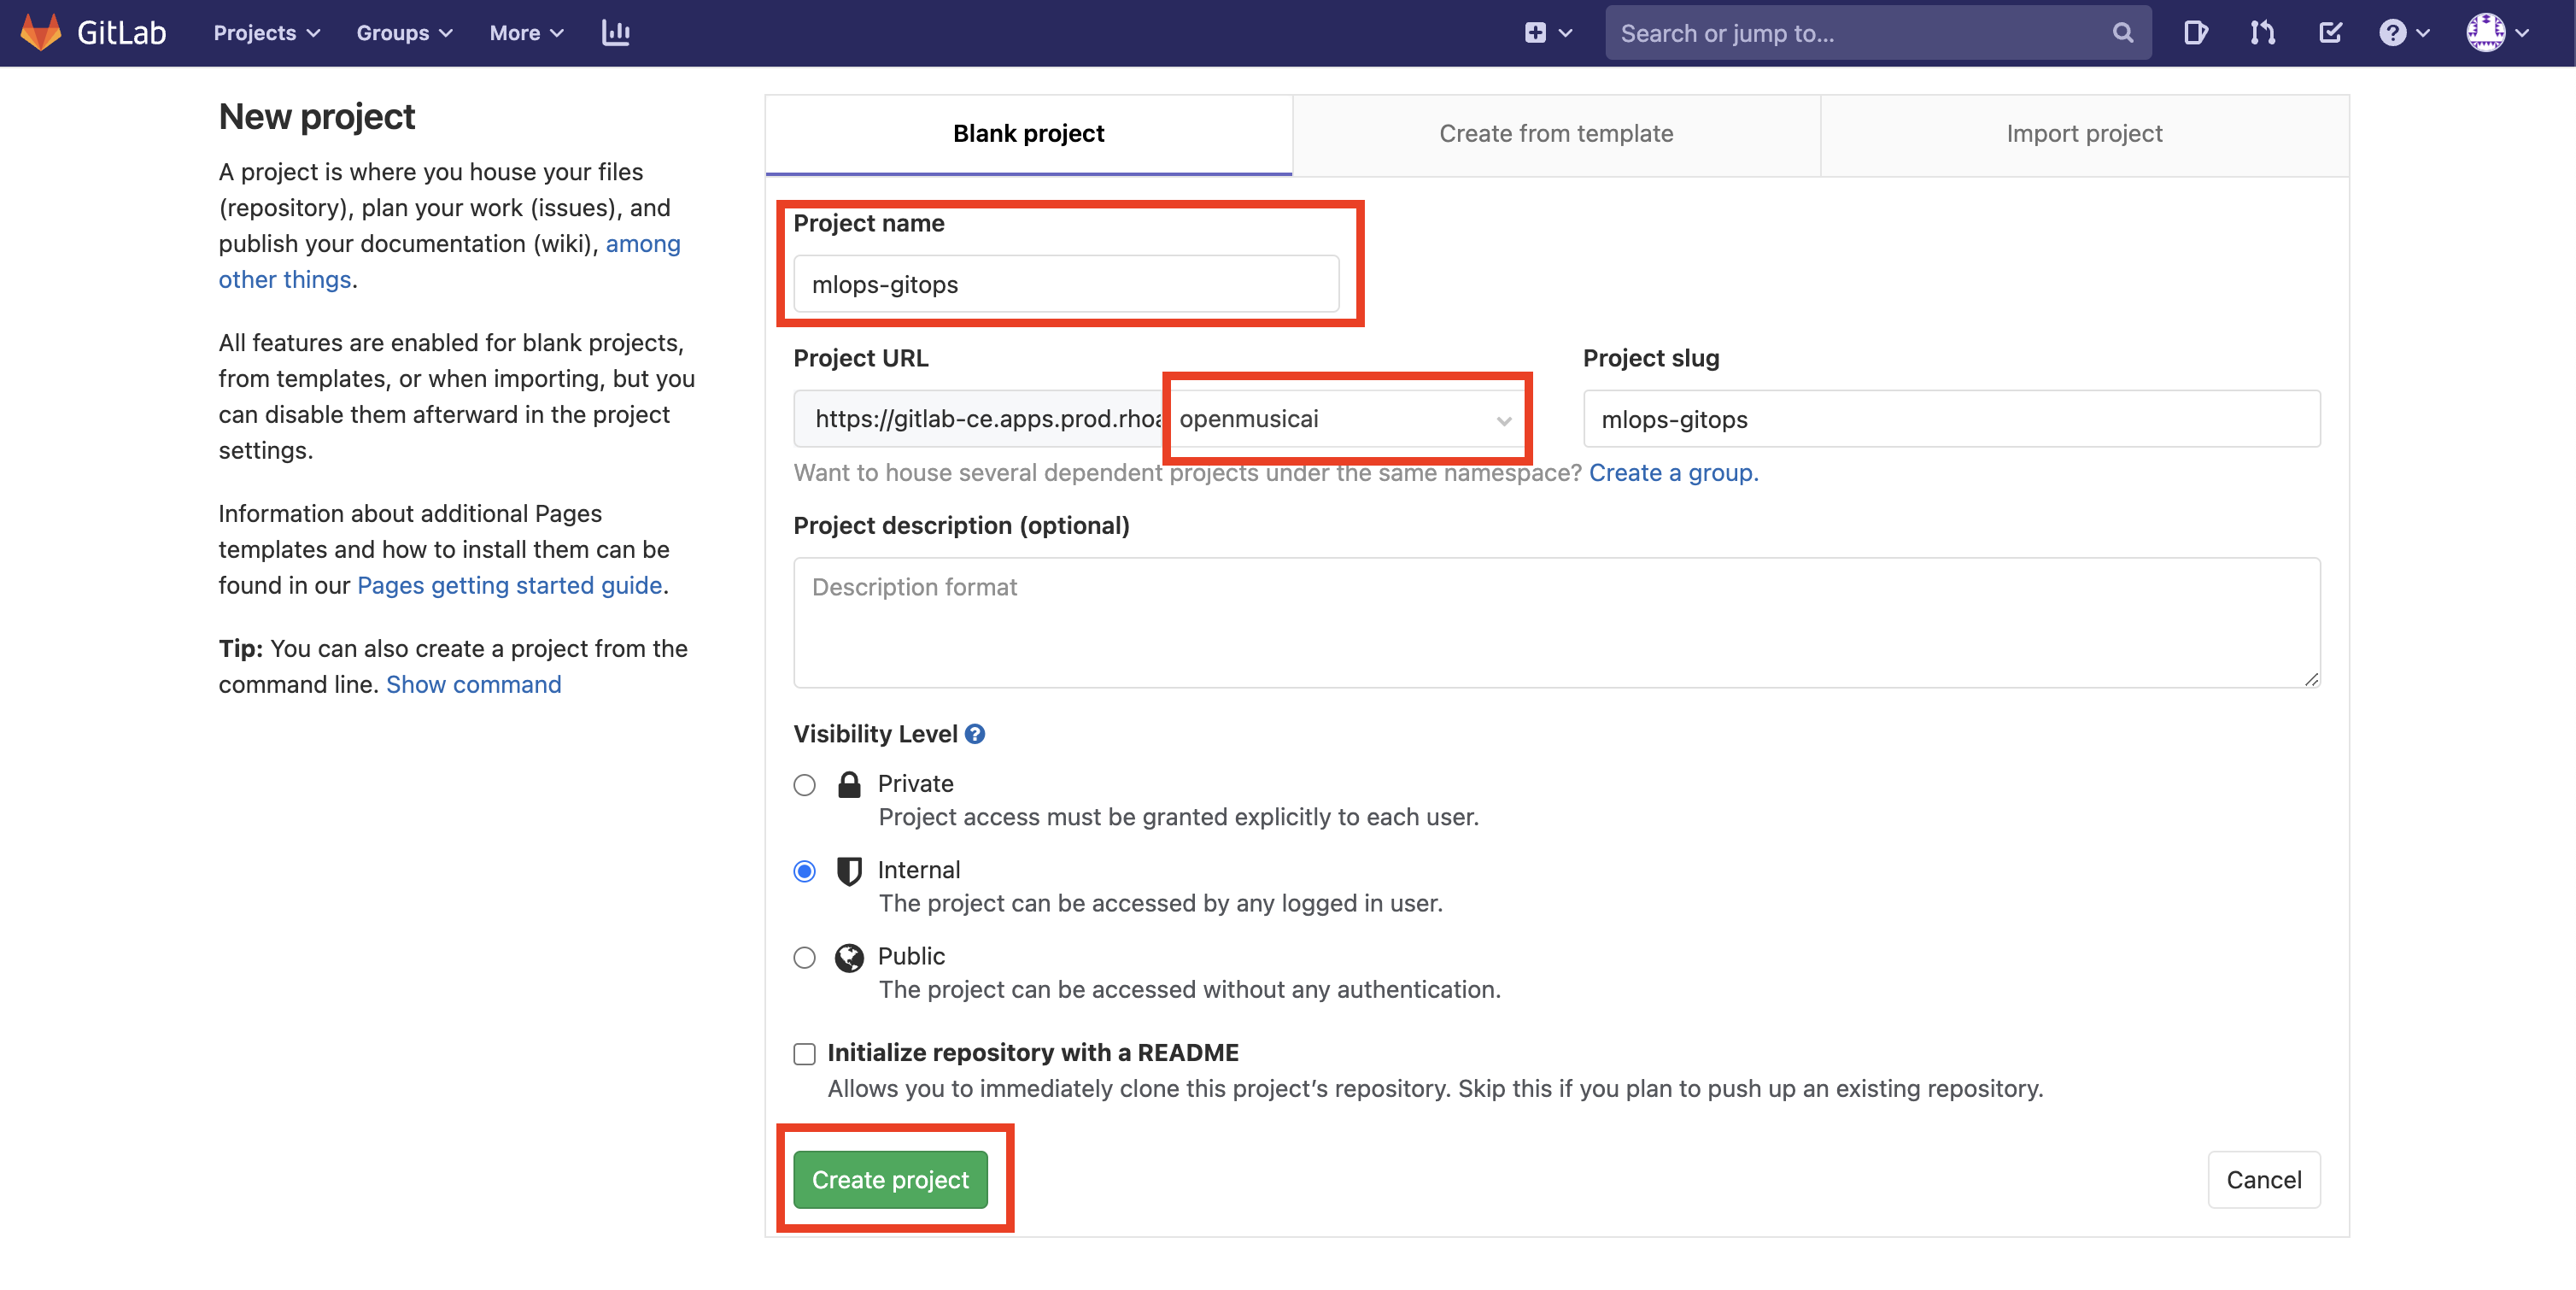 GitLab
Projects
Groups
More
Search or jump to...
New project
A project is where you house your files
(repository), plan your work (issues), and
publish your documentation (wiki), among
other things.
All features are enabled for blank projects,
from templates, or when importing, but you
can disable them afterward in the project
settings.
Information about additional Pages
templates and how to install them can be
found in our Pages getting started guide.
Tip: You can also create a project from the
command line. Show command
Blank project
Create from template
Import project
Project name
mlops-gitops
Project URL
https://gitlab-ce.apps.prod.rhoa
openmusicai
Project slug
mlops-gitops
Want to house several dependent projects under the same namespace? Create a group.
Project description (optional)
Description format
Visibility Level
Private
Project access must be granted explicitly to each user.
Internal
The project can be accessed by any logged in user.
Public
The project can be accessed without any authentication.
Initialize repository with a README
Allows you to immediately clone this project's repository. Skip this if you plan to push up an existing repository.
Create project
Cancel